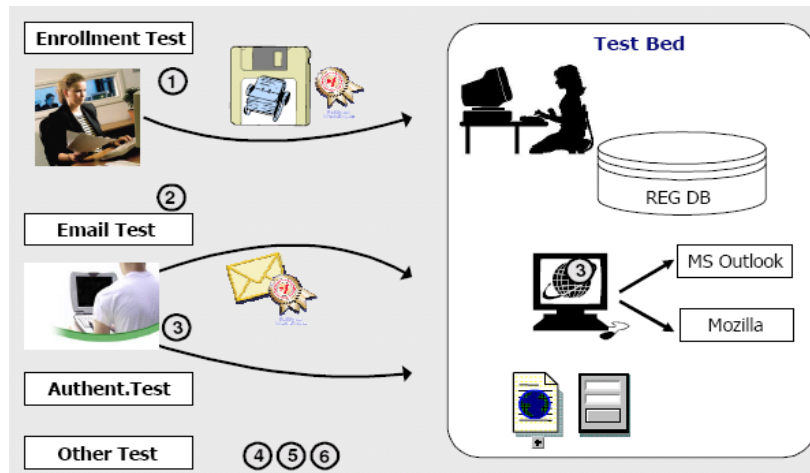 Enrollment Test
1
Test Bed
REG DB
2
Email Test
3
3
MS Outlook
Mozilla
Authent.Test
Other Test
4 5 6